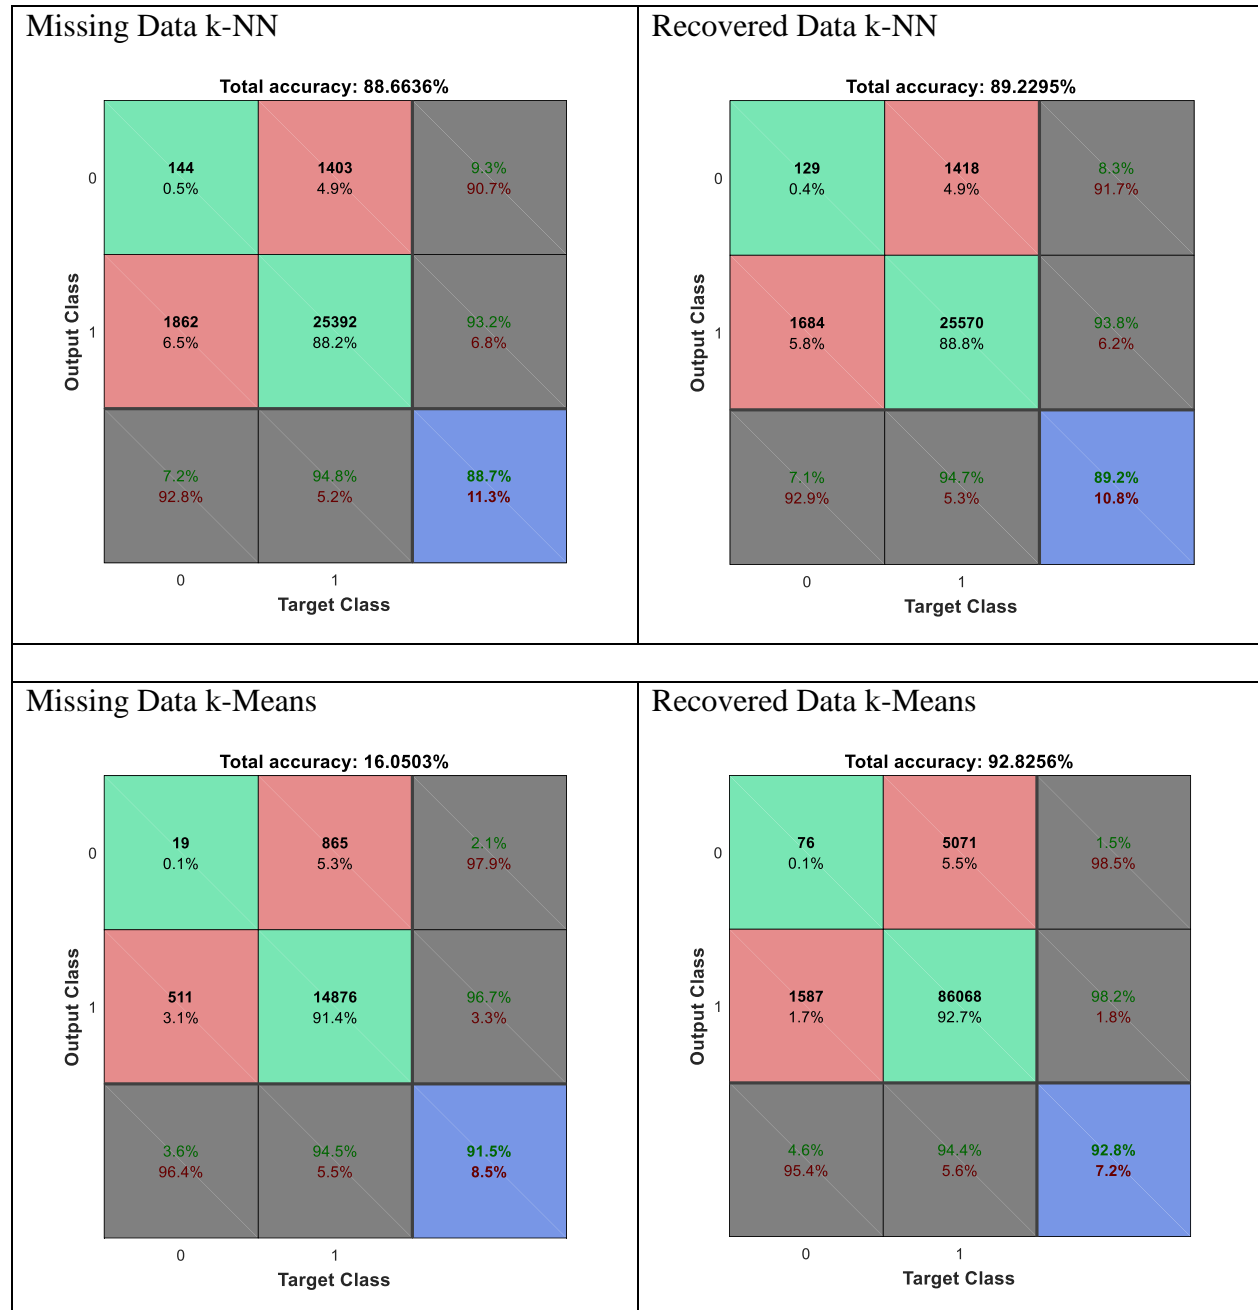 Missing Data k-NN
Total accuracy: 88.6636%
144 1403 9.3%
0
0.5% 4.9% 90.7%
1862 25392 93.2%
1
6.5% 88.2% 6.8%
Output Class
7.2% 94.8% 88.7%
92.8% 5.2% 11.3%
0 1
Target Class
Recovered Data k-NN
Total accuracy: 89.2295%
129 1418 8.3%
0
0.4% 4.9% 91.7%
1684 25570 93.8%
1
5.8% 88.8% 6.2%
Output Class
7.1% 94.7% 89.2%
92.9% 5.3% 10.8%
0 1
Target Class
Missing Data k-Means
Total accuracy: 16.0503%
19 865 2.1%
0
0.1% 5.3% 97.9%
511 14876 96.7%
1
3.1% 91.4% 3.3%
Output Class
3.6% 94.5% 91.5%
96.4% 5.5% 8.5%
0 1
Target Class
Recovered Data k-Means
Total accuracy: 92.8256%
76 5071 1.5%
0
0.1% 5.5% 98.5%
1587 86068 98.2%
1
1.7% 92.7% 1.8%
Output Class
4.6% 94.4% 92.8%
95.4% 5.6% 7.2%
0 1
Target Class